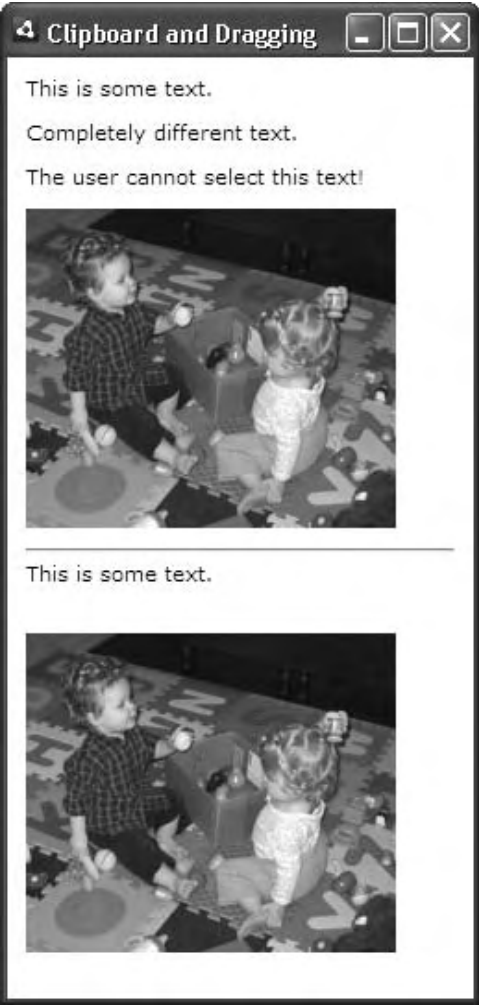 Clipboard and Dragging
This is some text.
Completely different text.
The user cannot select this text!
This is some text.